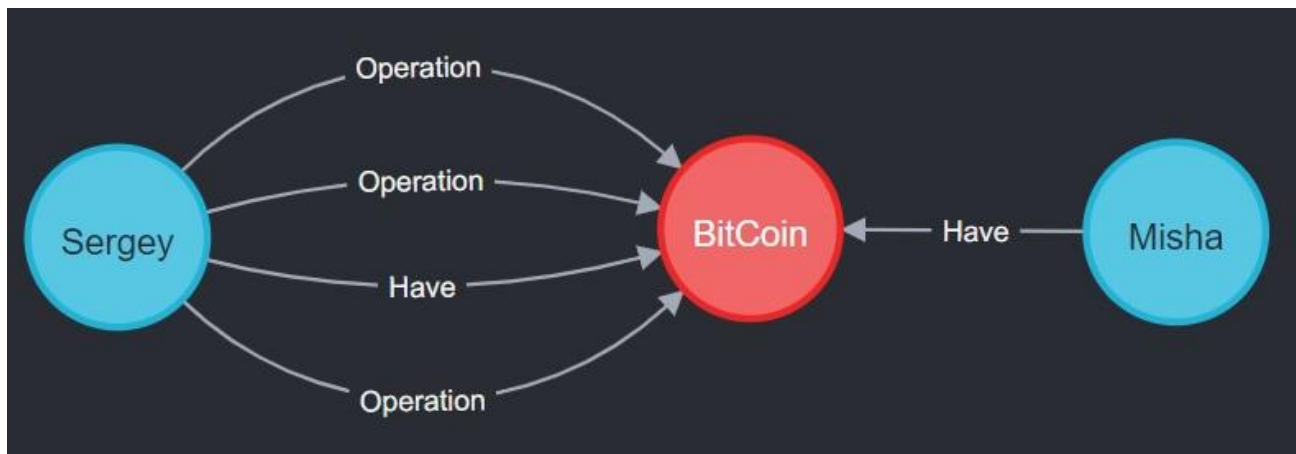 Operation
Operation
Sergey
BitCoin
Have
Misha
Have
Operation